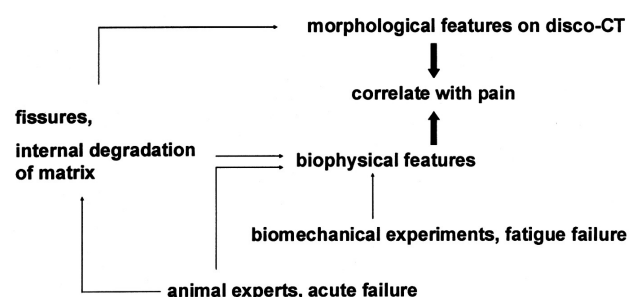 morphological features on disco-CT
correlate with pain
fissures,
internal degradation
of matrix
biophysical features
biomechanical experiments, fatigue failure
animal experts, acute failure